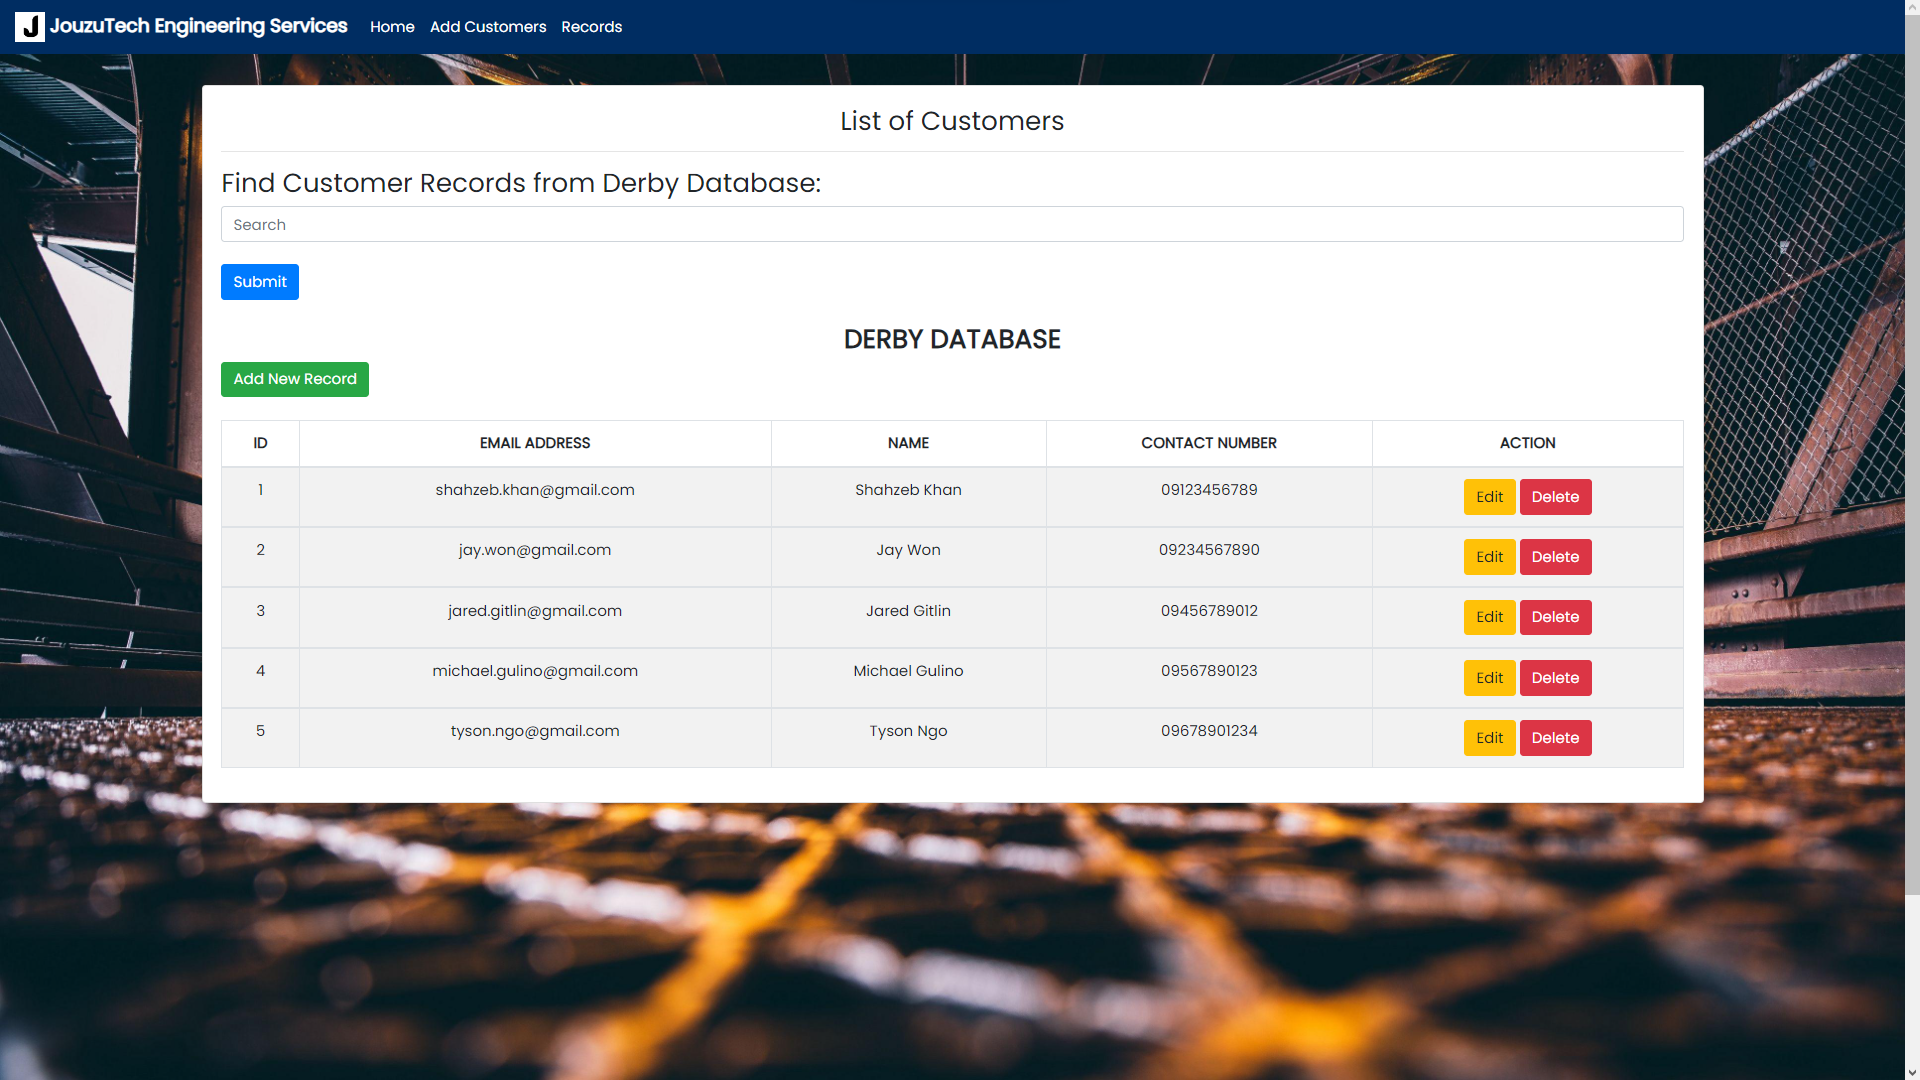 J JouzuTech Engineering Services Home Add Customers Records
List of Customers
Find Customer Records from Derby Database:
Search
Submit
DERBY DATABASE
Add New Record
ID EMAIL ADDRESS NAME CONTACT NUMBER ACTION
1 shahzeb.khan@gmail.com Shahzeb Khan 09123456789 Edit Delete
2 jay.won@gmail.com Jay Won 09234567890 Edit Delete
3 jared.gitlin@gmail.com Jared Gitlin 09456789012 Edit Delete
4 michael.gulino@gmail.com Michael Gulino 09567890123 Edit Delete
5 tyson.ngo@gmail.com Tyson Ngo 09678901234 Edit Delete